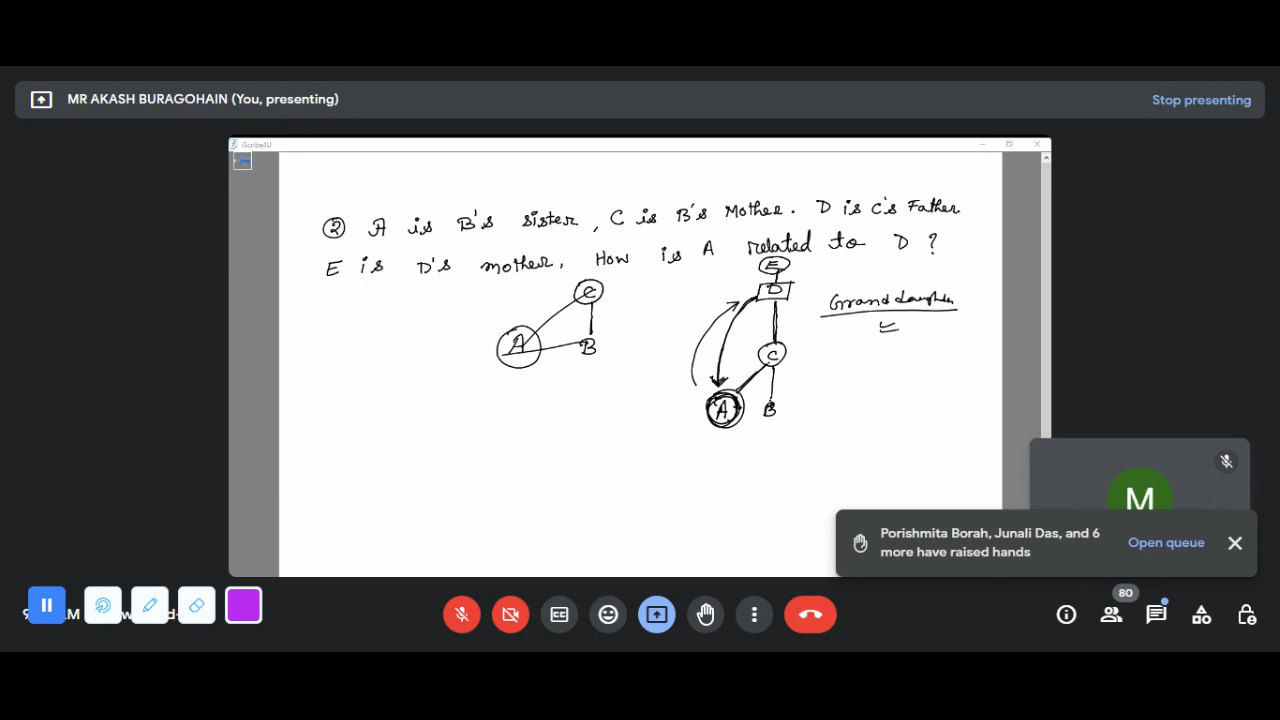 MR AKASH BURAGOHAIN (You, presenting)
Stop presenting
iScribe4U
② A is B's sister, C is B's Mother. D is C's Father
E is D's mother, How is A related to D ?
E
C
D
Grand daughter
A
B
C
A
B
M
Porishmita Borah, Junali Das, and 6
more have raised hands
Open queue
80